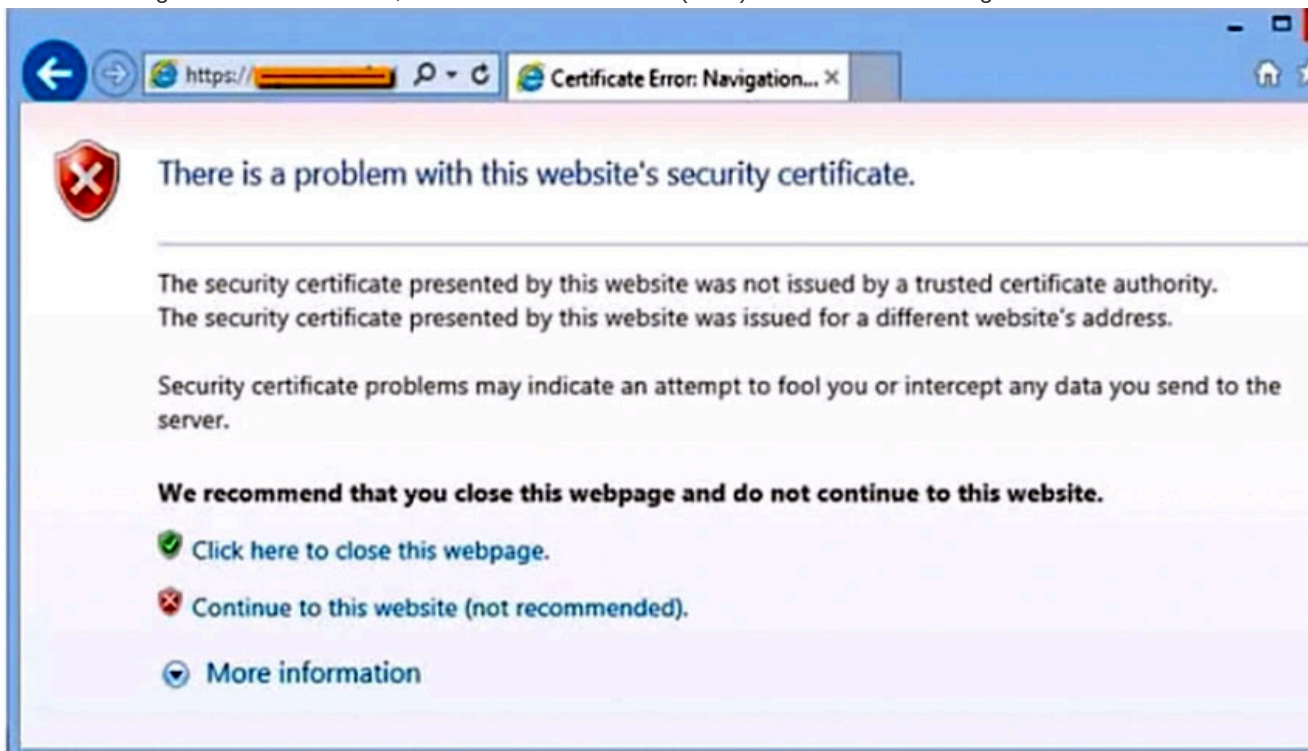 https://
Certificate Error: Navigation...
There is a problem with this website's security certificate.
The security certificate presented by this website was not issued by a trusted certificate authority.
The security certificate presented by this website was issued for a different website's address.
Security certificate problems may indicate an attempt to fool you or intercept any data you send to the
server.
We recommend that you close this webpage and do not continue to this website.
Click here to close this webpage.
Continue to this website (not recommended).
More information